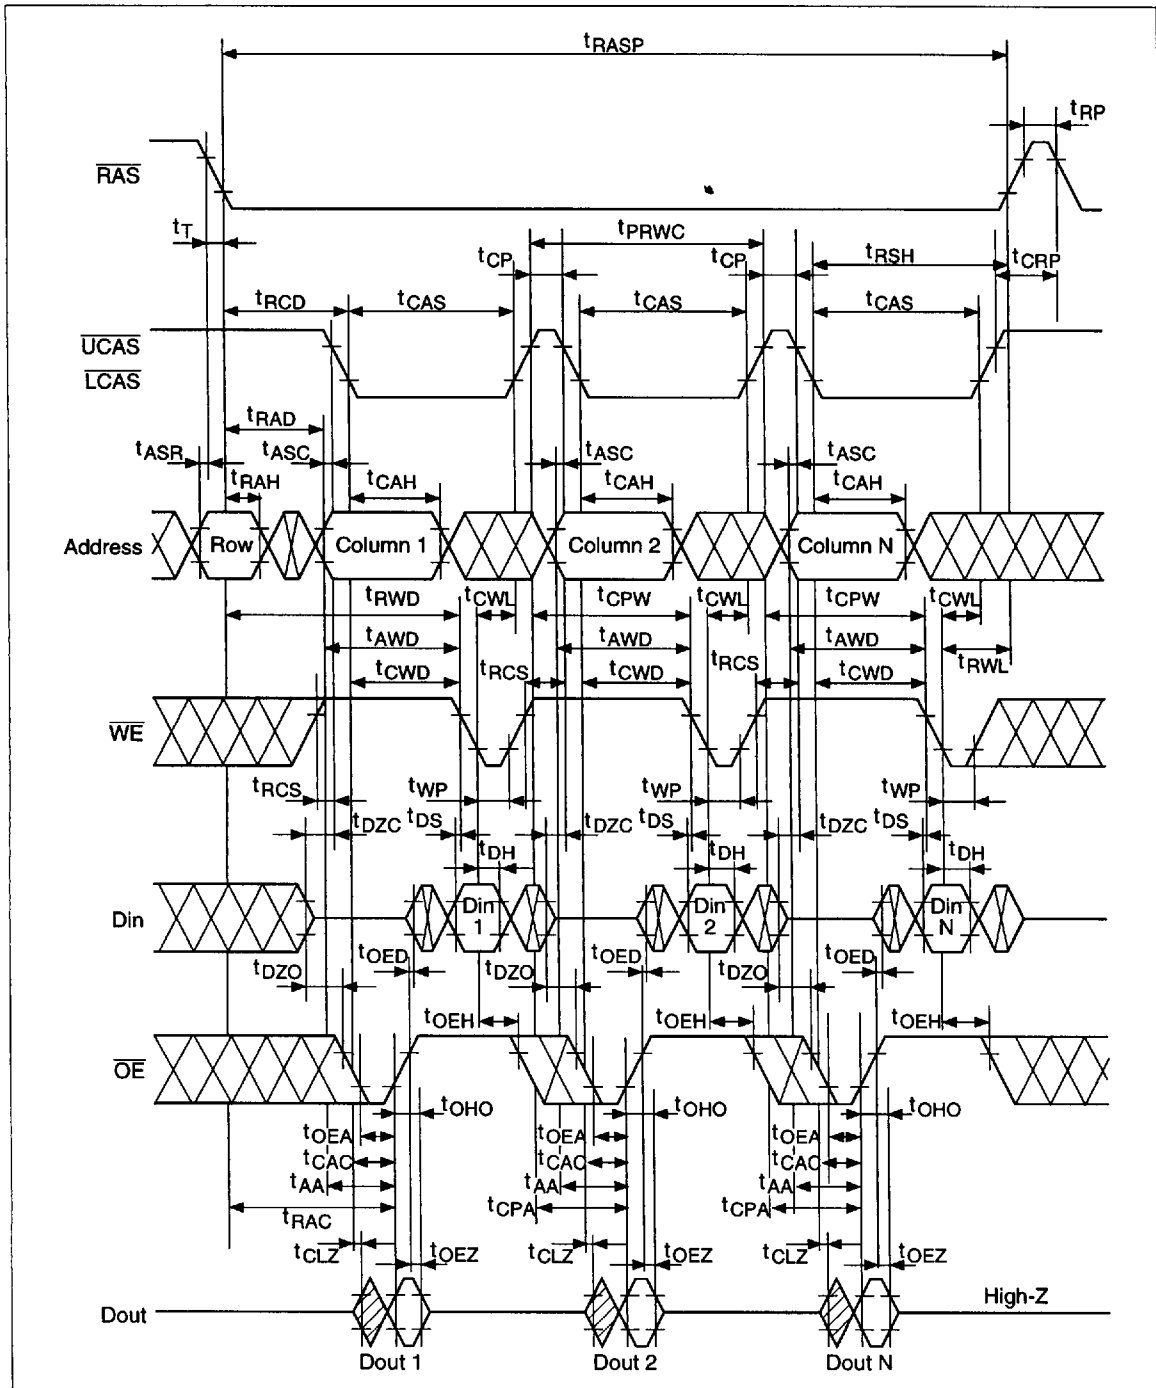 tRASP
tRP
RAS
tT
tPRWC
tCP
tCP
tRSH
tCRP
tRCD
tCAS
tCAS
tCAS
UCAS
LCAS
tRAD
tASR
tASC
tASC
tASC
tRAH
tCAH
tCAH
tCAH
Address
Row
Column 1
Column 2
Column N
tRWD
tCWL
tCPW
tCWL
tCPW
tCWL
tAWD
tAWD
tAWD
tRCS
tRCS
tRWL
tCWD
tCWD
tCWD
WE
tRCS
tWP
tWP
tWP
tDZC
tDS
tDZC
tDS
tDZC
tDS
tDH
tDH
tDH
Din
Din 1
Din 2
Din N
tDZO
tOED
tDZO
tOED
tDZO
tOED
tOEH
tOEH
tOEH
OE
tOHO
tOHO
tOHO
tOEA
tOEA
tOEA
tCAC
tCAC
tCAC
tAA
tAA
tAA
tRAC
tCPA
tCPA
tCLZ
tOEZ
tCLZ
tOEZ
tCLZ
tOEZ
Dout
High-Z
Dout 1
Dout 2
Dout N